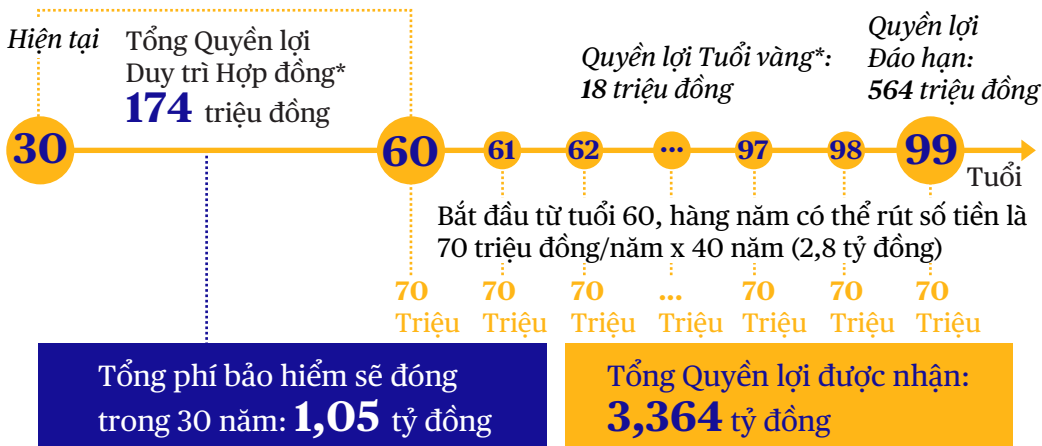 Hiện tại
Tổng Quyền lợi
Duy trì Hợp đồng*
174 triệu đồng
Quyền lợi Tuổi vàng*:
18 triệu đồng
Quyền lợi
Đáo hạn:
564 triệu đồng
30 60 61 62 ... 97 98 99
Tuổi
Bắt đầu từ tuổi 60, hàng năm có thể rút số tiền là
70 triệu đồng/năm x 40 năm (2,8 tỷ đồng)
70 70 70 ... 70 70 70
Triệu Triệu Triệu Triệu Triệu Triệu
Tổng phí bảo hiểm sẽ đóng
trong 30 năm: 1,05 tỷ đồng
Tổng Quyền lợi được nhận:
3,364 tỷ đồng